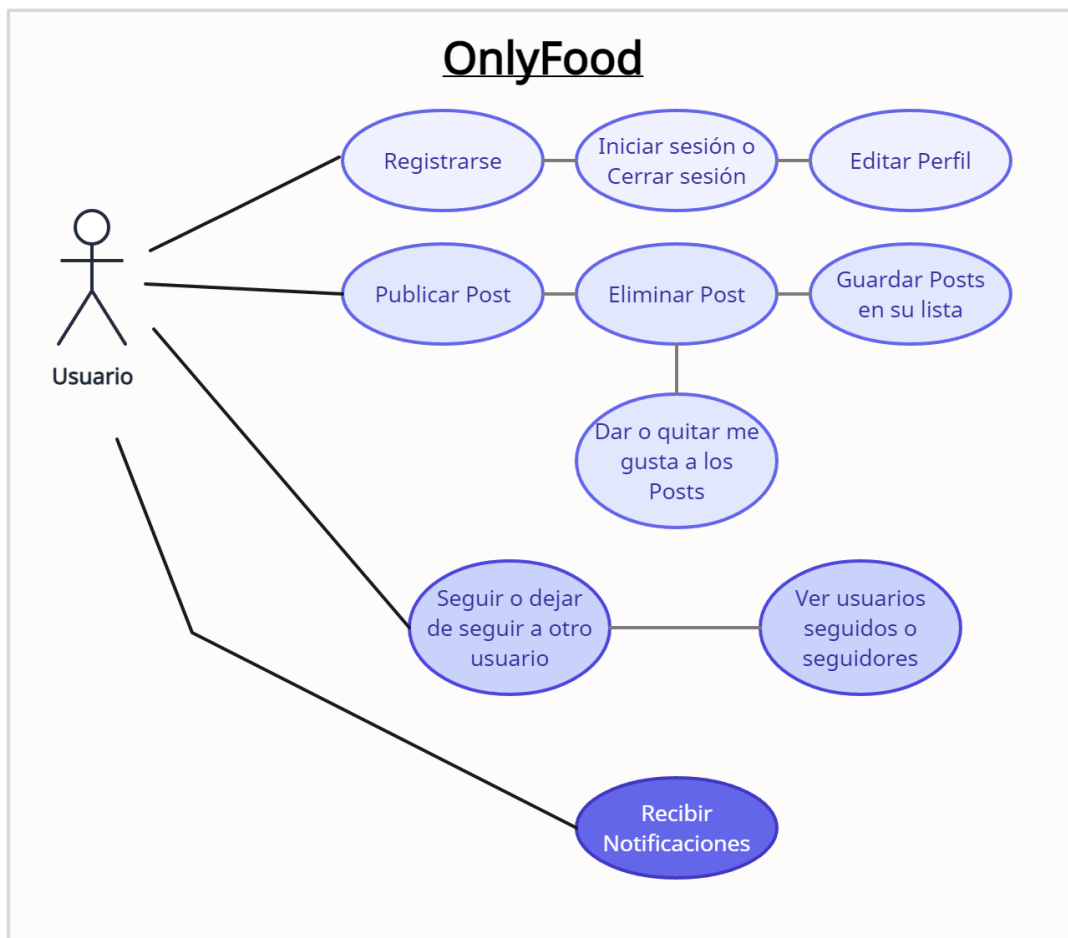 OnlyFood
Registrarse
Iniciar sesión o
Cerrar sesión
Editar Perfil
Publicar Post
Eliminar Post
Guardar Posts
en su lista
Usuario
Dar o quitar me
gusta a los
Posts
Seguir o dejar
de seguir a otro
usuario
Ver usuarios
seguidos o
seguidores
Recibir
Notificaciones